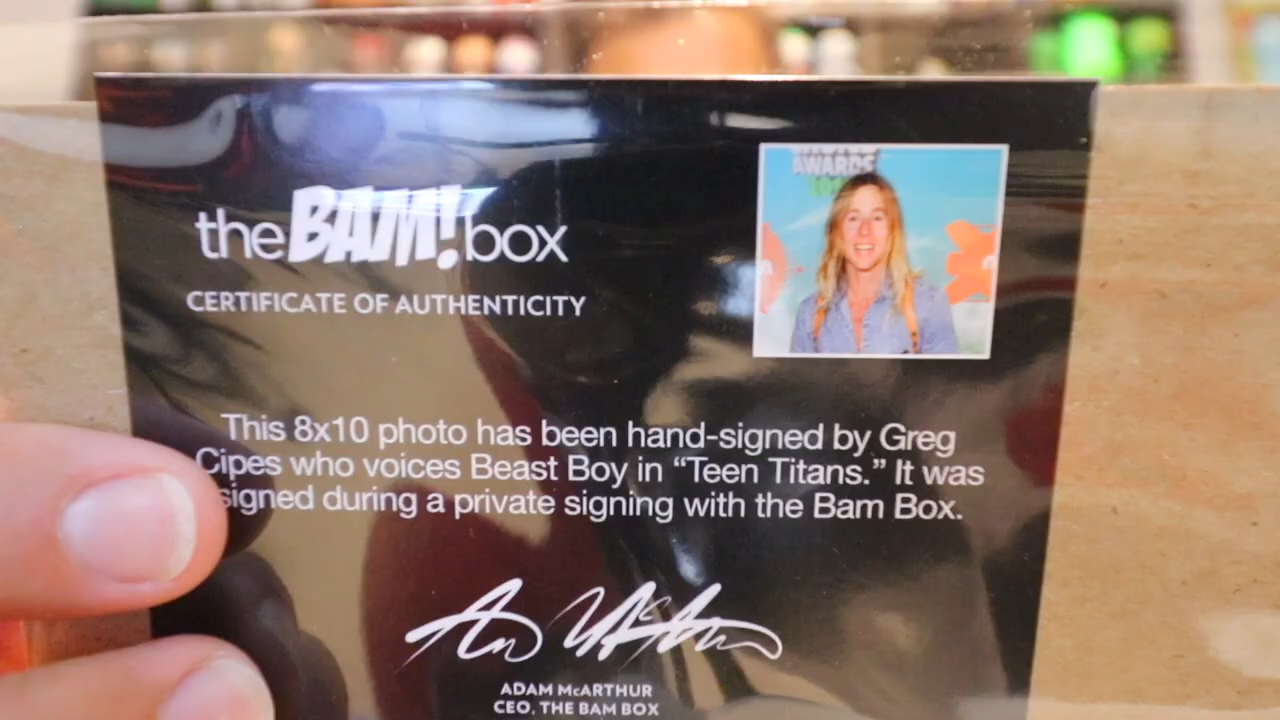 AWARDS
the BAM! box
CERTIFICATE OF AUTHENTICITY
This 8x10 photo has been hand-signed by Greg
Cipes who voices Beast Boy in “Teen Titans.” It was
signed during a private signing with the Bam Box.
ADAM McARTHUR
CEO, THE BAM BOX